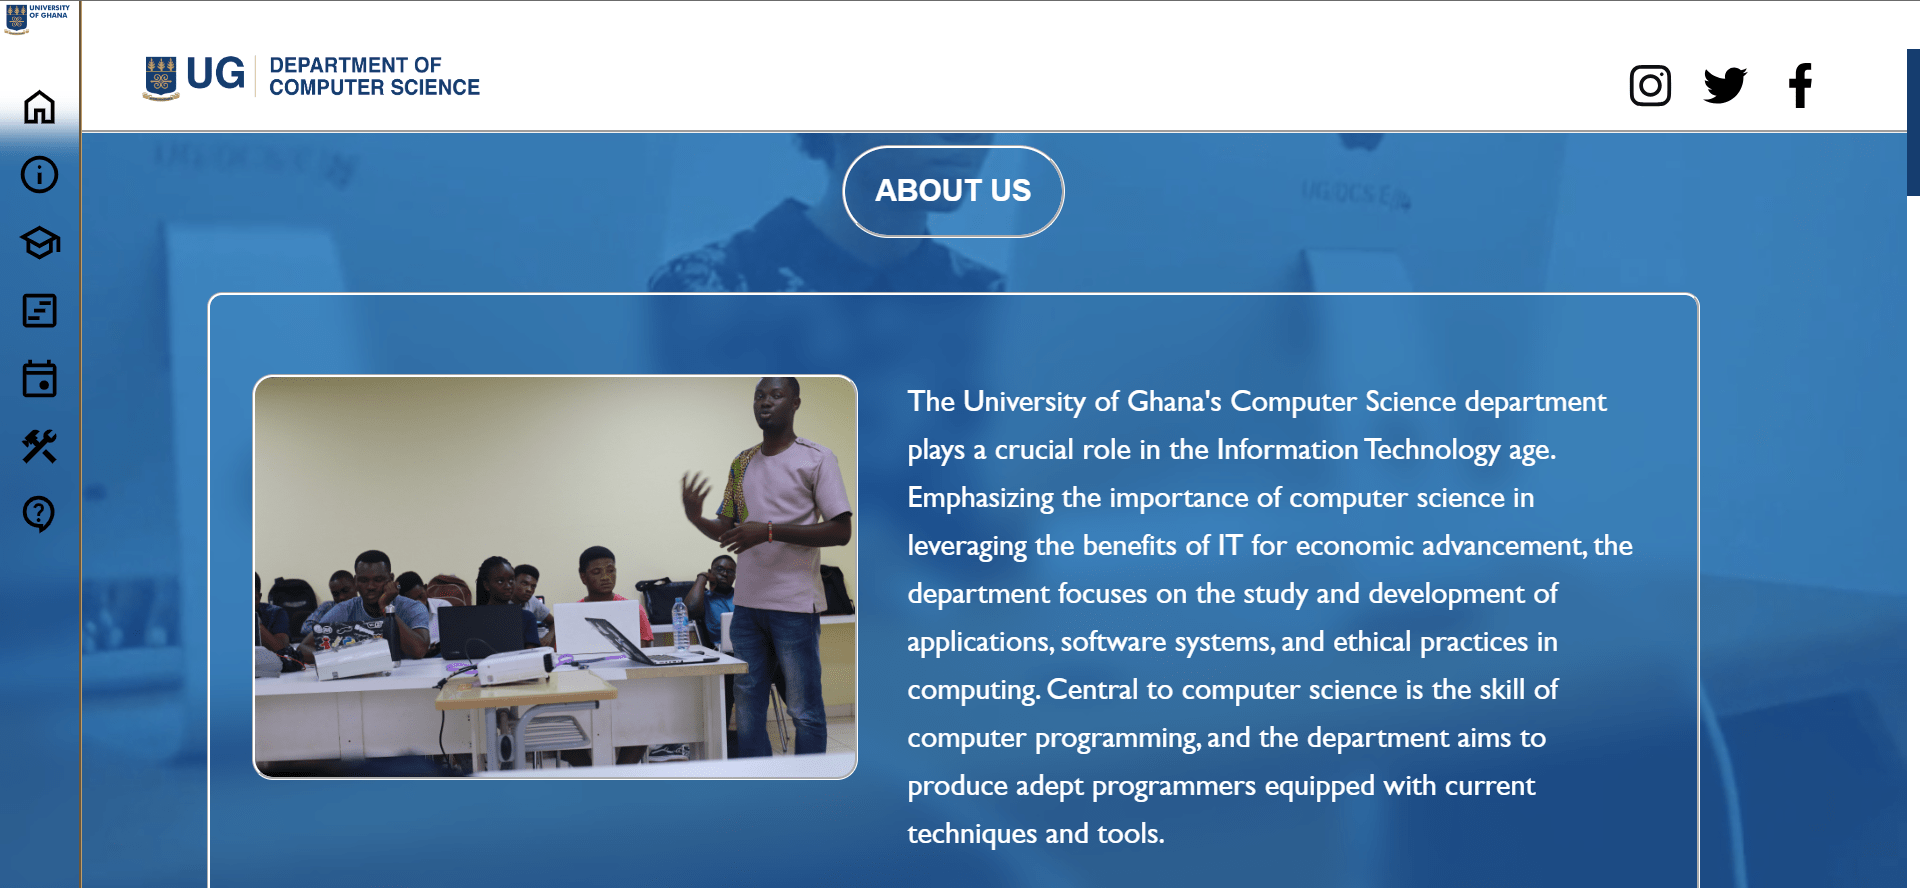 UNIVERSITY
OF GHANA
UG
DEPARTMENT OF
COMPUTER SCIENCE
ABOUT US
The University of Ghana's Computer Science department
plays a crucial role in the Information Technology age.
Emphasizing the importance of computer science in
leveraging the benefits of IT for economic advancement, the
department focuses on the study and development of
applications, software systems, and ethical practices in
computing. Central to computer science is the skill of
computer programming, and the department aims to
produce adept programmers equipped with current
techniques and tools.